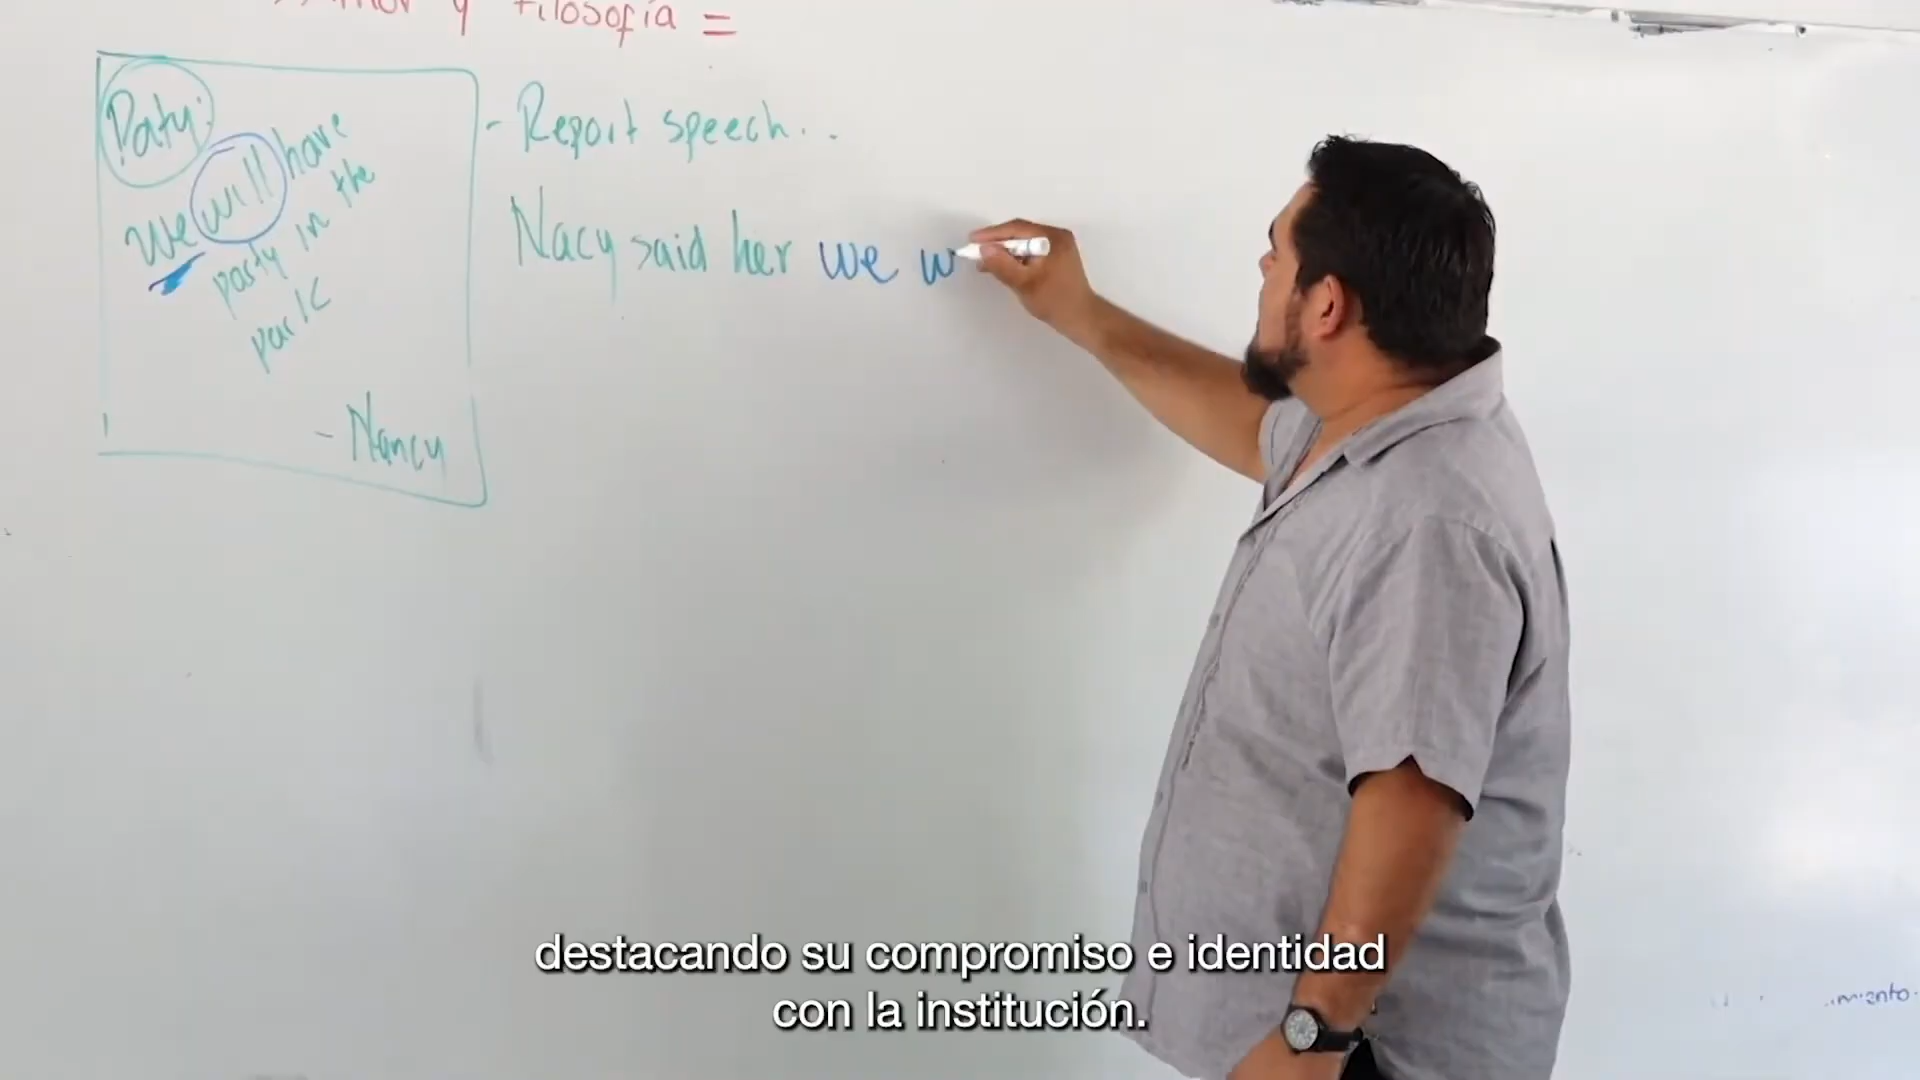 y Filosofía =
Paty:
We will have
party in the
park
- Nancy
- Report speech...
Nacy said her we w
destacando su compromiso e identidad
con la institución.